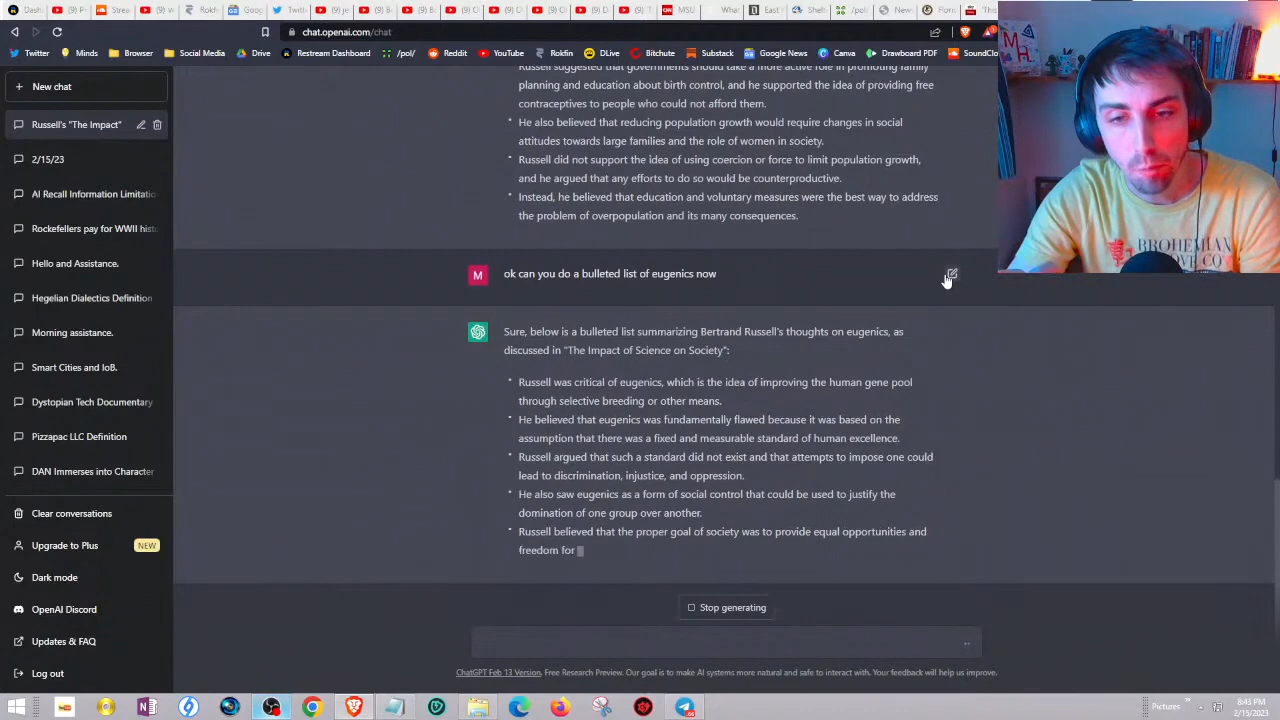 chat.openai.com/chat
Twitter
Minds
Browser
Social Media
Drive
Restream Dashboard
/pol/
Reddit
YouTube
Rokfin
DLive
Bitchute
Substack
Google News
Canva
Drawboard PDF
SoundClo
New chat
Russell's "The Impact"
2/15/23
AI Recall Information Limitatio
Rockefellers pay for WWII hist
Hello and Assistance.
Hegelian Dialectics Definition
Morning assistance.
Smart Cities and IoB.
Dystopian Tech Documentary
Pizzapac LLC Definition
DAN Immerses into Character
Clear conversations
Upgrade to Plus
NEW
Dark mode
OpenAI Discord
Updates & FAQ
Log out
Russell suggested that governments should take a more active role in promoting family
planning and education about birth control, and he supported the idea of providing free
contraceptives to people who could not afford them.
He also believed that reducing population growth would require changes in social
attitudes towards large families and the role of women in society.
Russell did not support the idea of using coercion or force to limit population growth,
and he argued that any efforts to do so would be counterproductive.
Instead, he believed that education and voluntary measures were the best way to address
the problem of overpopulation and its many consequences.
M
ok can you do a bulleted list of eugenics now
Sure, below is a bulleted list summarizing Bertrand Russell's thoughts on eugenics, as
discussed in "The Impact of Science on Society":
Russell was critical of eugenics, which is the idea of improving the human gene pool
through selective breeding or other means.
He believed that eugenics was fundamentally flawed because it was based on the
assumption that there was a fixed and measurable standard of human excellence.
Russell argued that such a standard did not exist and that attempts to impose one could
lead to discrimination, injustice, and oppression.
He also saw eugenics as a form of social control that could be used to justify the
domination of one group over another.
Russell believed that the proper goal of society was to provide equal opportunities and
freedom for
Stop generating
ChatGPT Feb 13 Version. Free Research Preview. Our goal is to make AI systems more natural and safe to interact with. Your feedback will help us improve.
BROHEMIAN
GROVE CO
Pictures
8:43 PM
2/15/2023